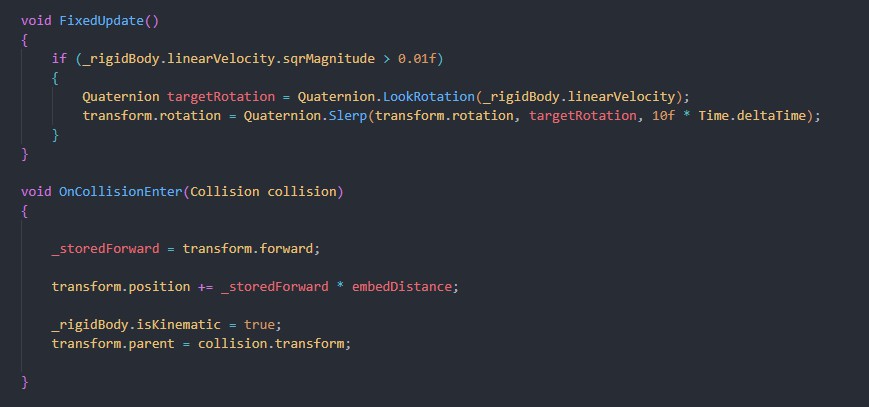 void FixedUpdate()
{
if (_rigidBody.linearVelocity.sqrMagnitude > 0.01f)
{
Quaternion targetRotation = Quaternion.LookRotation(_rigidBody.linearVelocity);
transform.rotation = Quaternion.Slerp(transform.rotation, targetRotation, 10f * Time.deltaTime);
}
}
void OnCollisionEnter(Collision collision)
{
_storedForward = transform.forward;
transform.position += _storedForward * embedDistance;
_rigidBody.isKinematic = true;
transform.parent = collision.transform;
}